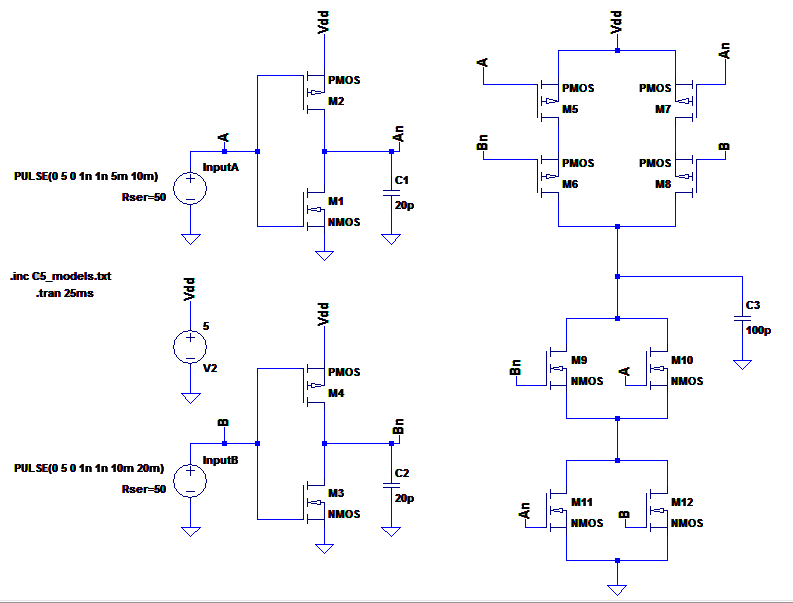 Vdd
PMOS
M2
A
An
InputA
PULSE(0 5 0 1n 1n 5m 10m)
Rser=50
C1
20p
M1
NMOS
.inc C5_models.txt
.tran 25ms
Vdd
5
V2
Vdd
PMOS
M4
B
Bn
InputB
PULSE(0 5 0 1n 1n 10m 20m)
Rser=50
C2
20p
M3
NMOS
Vdd
A
An
PMOS
M5
PMOS
M7
Bn
B
PMOS
M6
PMOS
M8
C3
100p
Bn
M9
NMOS
A
M10
NMOS
An
M11
NMOS
B
M12
NMOS